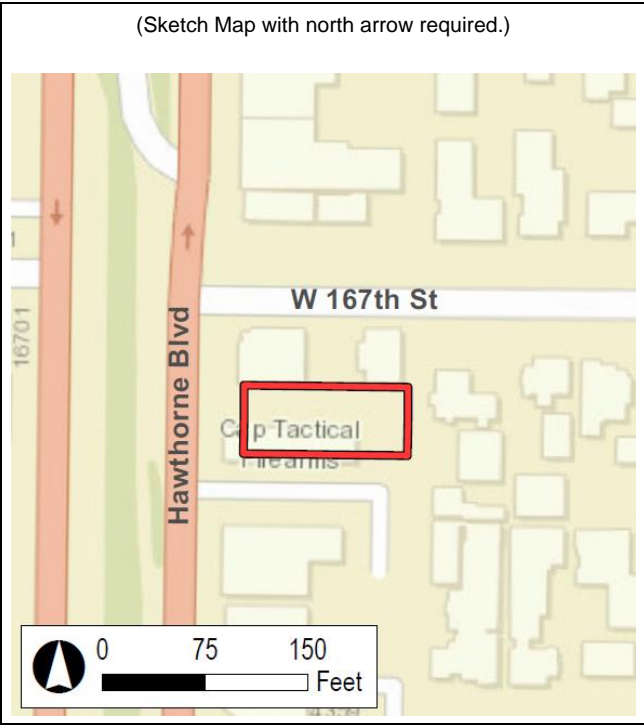 (Sketch Map with north arrow required.)
W 167th St
16701
Hawthorne Blvd
Tactical
0 75 150
Feet